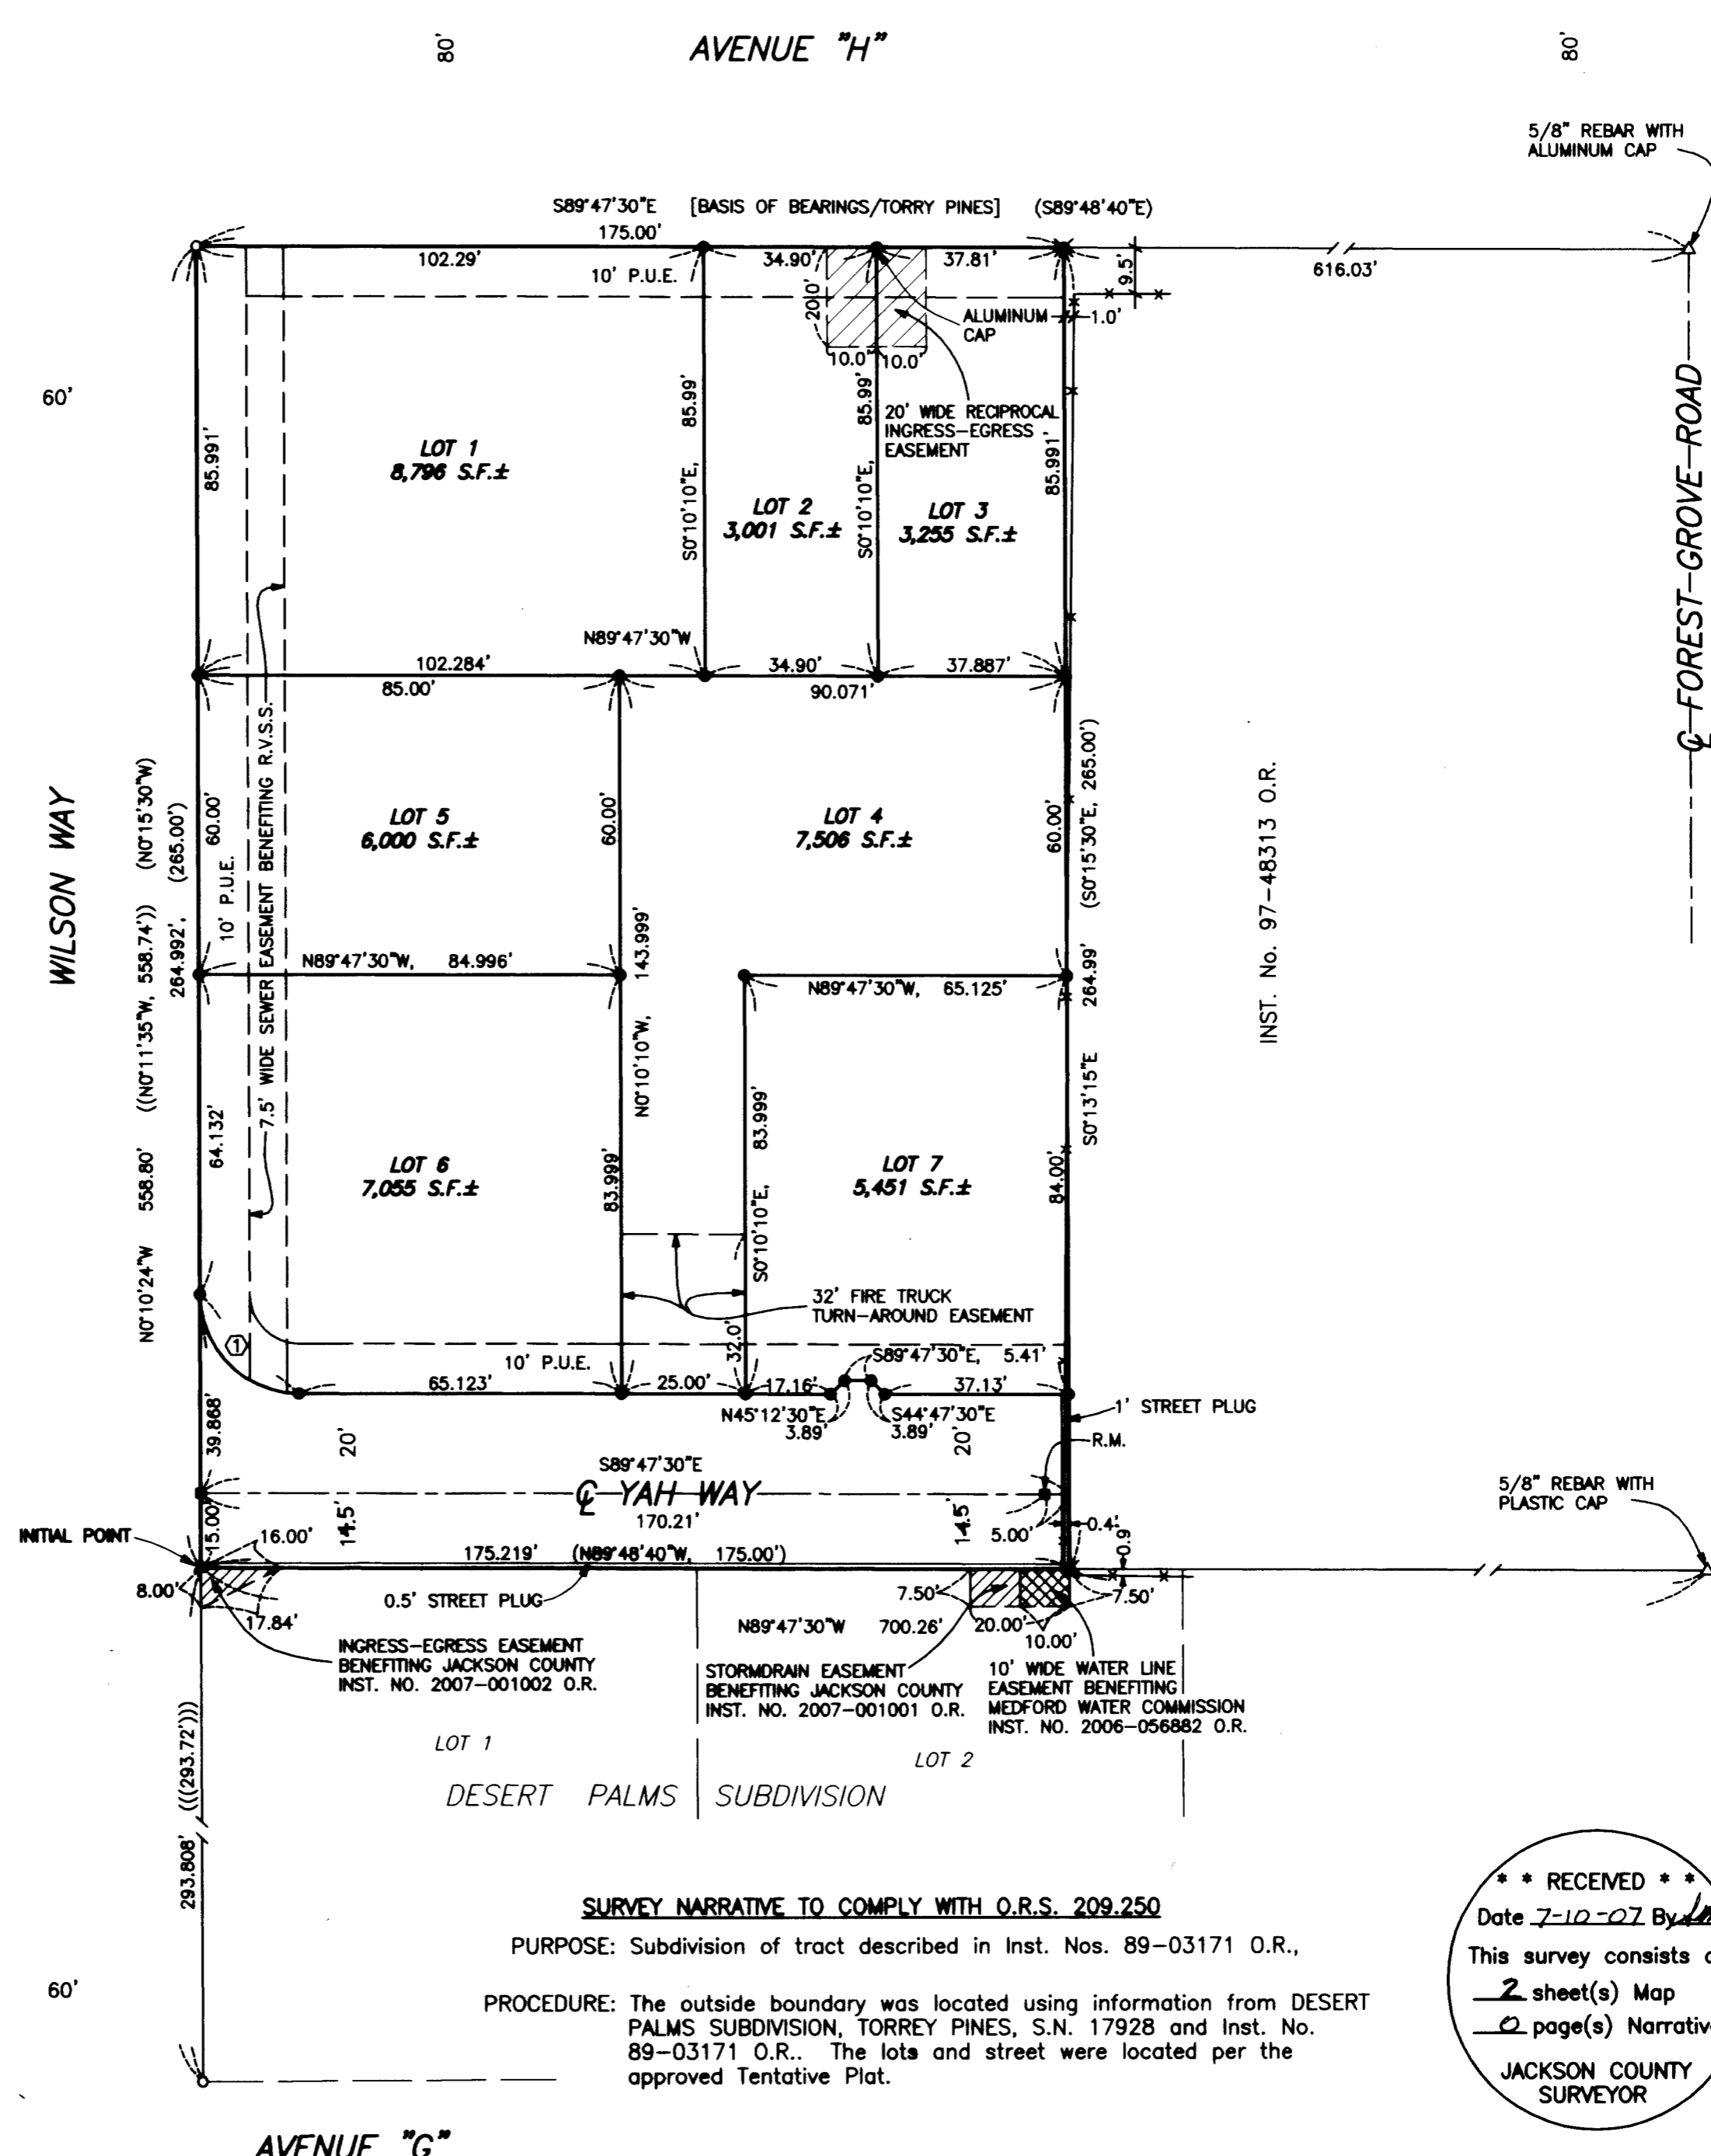 80'
AVENUE "H"
80'
5/8" REBAR WITH
ALUMINUM CAP
S89°47'30"E [BASIS OF BEARINGS/TORRY PINES] (S89°48'40"E)
175.00'
102.29'
34.90'
37.81'
616.03'
10' P.U.E.
9.5'
20.0'
ALUMINUM
CAP
1.0'
10.0'
10.0'
60'
85.991'
S0°10'10"E, 85.99'
S0°10'10"E, 85.99'
20' WIDE RECIPROCAL
INGRESS-EGRESS
EASEMENT
85.991'
LOT 1
8,796 S.F.±
LOT 2
3,001 S.F.±
LOT 3
3,255 S.F.±
℄ FOREST GROVE ROAD
N89°47'30"W
102.284'
34.90'
37.887'
85.00'
90.071'
WILSON WAY
N0°10'24"W 558.80' ((N0°11'35"W, 558.74')) (N0°15'30"W)
264.992', (265.00')
60.00'
10' P.U.E.
7.5' WIDE SEWER EASEMENT BENEFITING R.V.S.S.
LOT 5
6,000 S.F.±
60.00'
LOT 4
7,506 S.F.±
60.00'
S0°13'15"E 264.99' (S0°15'30"E, 265.00')
INST. No. 97-48313 O.R.
N89°47'30"W, 84.996'
N0°10'10"W, 143.999'
N89°47'30"W, 65.125'
64.132'
LOT 6
7,055 S.F.±
83.999'
S0°10'10"E, 83.999'
LOT 7
5,451 S.F.±
84.00'
32' FIRE TRUCK
TURN-AROUND EASEMENT
1
32.0'
10' P.U.E.
S89°47'30"E, 5.41'
65.123'
25.00'
17.16'
37.13'
N45°12'30"E
3.89'
S44°47'30"E
3.89'
1' STREET PLUG
39.868'
20'
20'
R.M.
S89°47'30"E
℄ YAH WAY
170.21'
5/8" REBAR WITH
PLASTIC CAP
INITIAL POINT
15.00'
16.00'
14.5'
14.5'
5.00'
0.4'
0.9'
175.219' (N89°48'40"W, 175.00')
8.00'
17.84'
0.5' STREET PLUG
7.50'
7.50'
N89°47'30"W 700.26'
20.00'
10.00'
INGRESS-EGRESS EASEMENT
BENEFITING JACKSON COUNTY
INST. NO. 2007-001002 O.R.
STORMDRAIN EASEMENT
BENEFITING JACKSON COUNTY
INST. NO. 2007-001001 O.R.
10' WIDE WATER LINE
EASEMENT BENEFITING
MEDFORD WATER COMMISSION
INST. NO. 2006-056882 O.R.
LOT 1
LOT 2
DESERT PALMS SUBDIVISION
293.808' (((293.72')))
SURVEY NARRATIVE TO COMPLY WITH O.R.S. 209.250
PURPOSE: Subdivision of tract described in Inst. Nos. 89-03171 O.R.,
PROCEDURE: The outside boundary was located using information from DESERT
PALMS SUBDIVISION, TORREY PINES, S.N. 17928 and Inst. No.
89-03171 O.R.. The lots and street were located per the
approved Tentative Plat.
60'
* * RECEIVED * *
Date 7-10-07 By
This survey consists o
2 sheet(s) Map
0 page(s) Narrativ
JACKSON COUNTY
SURVEYOR
AVENUE "G"